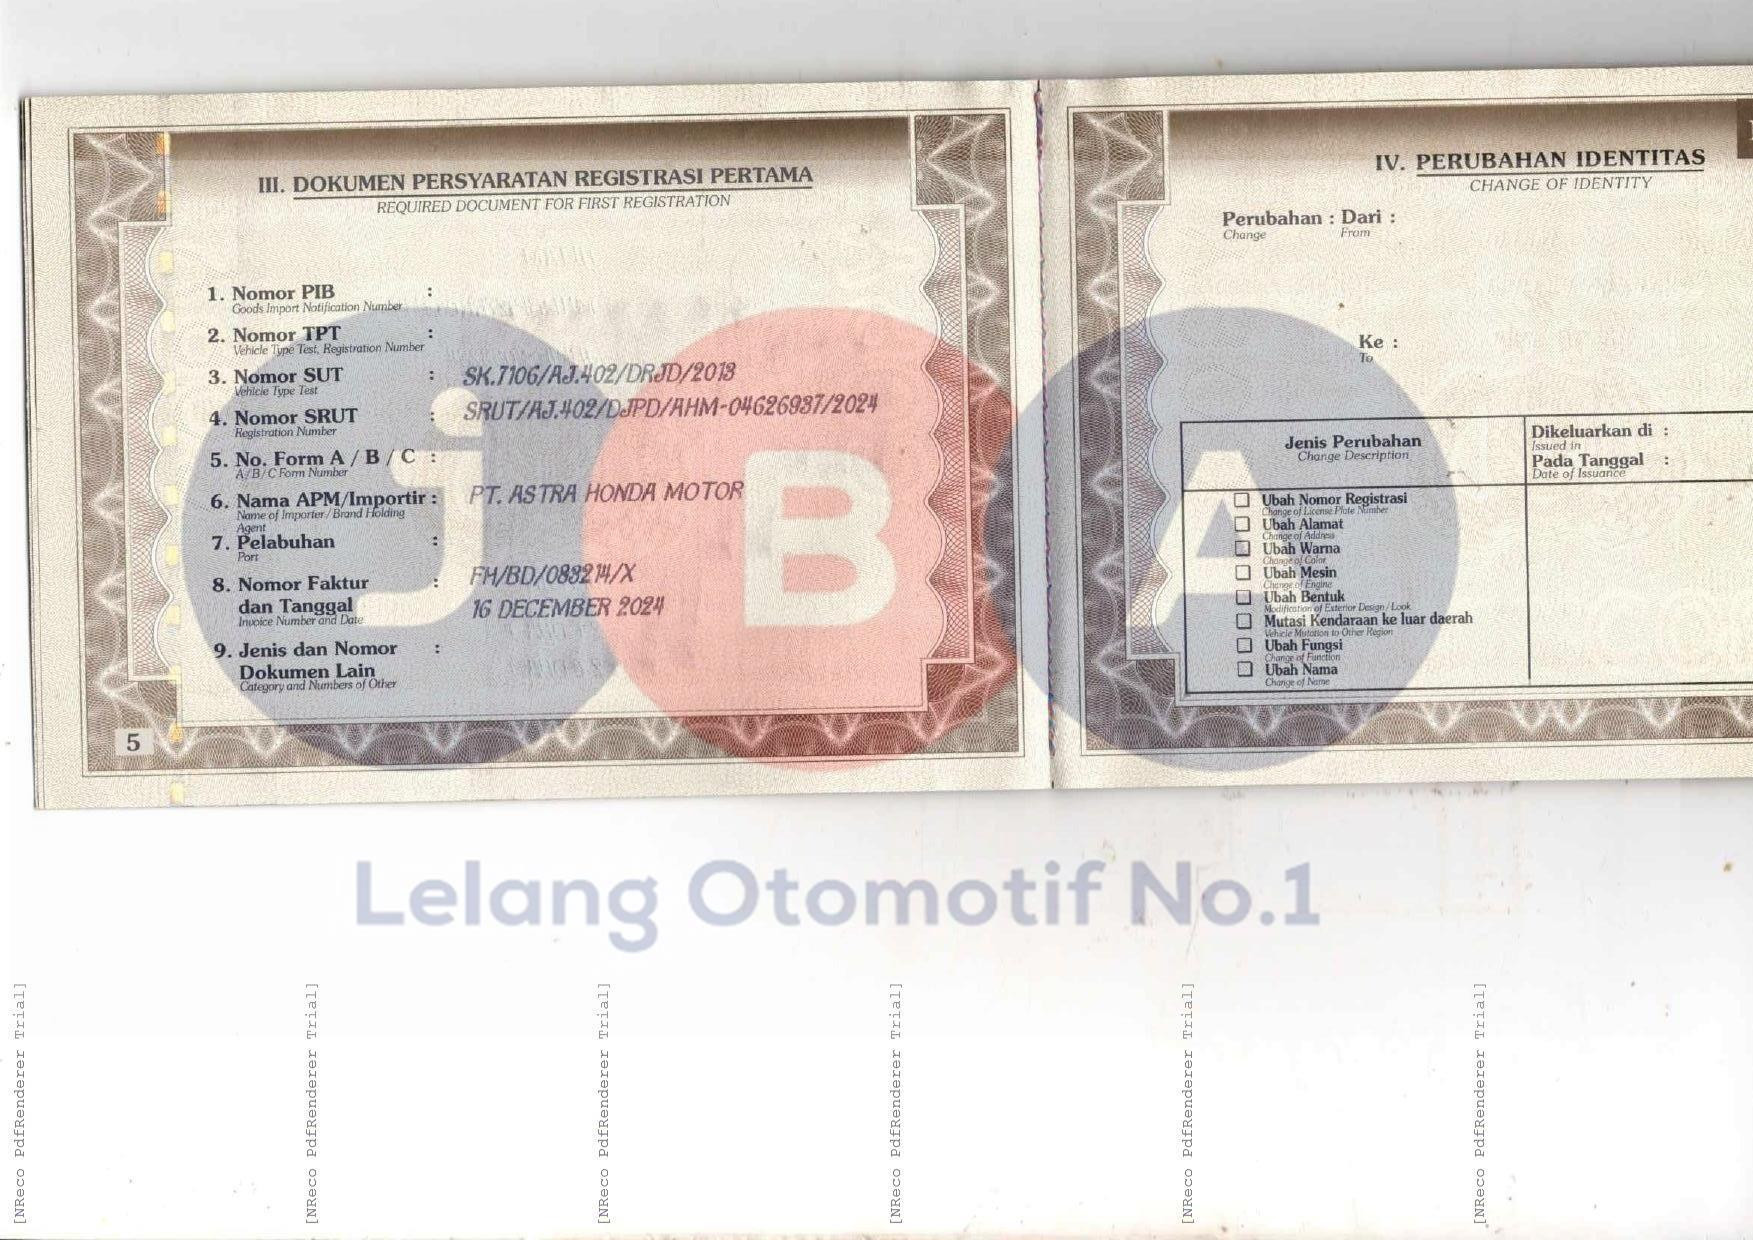 III. DOKUMEN PERSYARATAN REGISTRASI PERTAMA
REQUIRED DOCUMENT FOR FIRST REGISTRATION
1. Nomor PIB :
Goods Import Notification Number
2. Nomor TPT :
Vehicle Type Test, Registration Number
3. Nomor SUT : SK.7106/AJ.402/DRJD/2013
Vehicle Type Test
4. Nomor SRUT : SRUT/AJ.402/DJPD/AHM-04626937/2024
Registration Number
5. No. Form A / B / C :
A/B/C Form Number
6. Nama APM/Importir : PT. ASTRA HONDA MOTOR
Name of Importer/Brand Holding
Agent
7. Pelabuhan :
Port
8. Nomor Faktur : FH/BD/0883214/X
dan Tanggal 16 DECEMBER 2024
Invoice Number and Date
9. Jenis dan Nomor :
Dokumen Lain
Category and Numbers of Other
5
IV. PERUBAHAN IDENTITAS
CHANGE OF IDENTITY
Perubahan : Dari :
Change From
Ke :
To
Jenis Perubahan
Change Description
Dikeluarkan di :
Issued in
Pada Tanggal :
Date of Issuance
Ubah Nomor Registrasi
Change of License Plate Number
Ubah Alamat
Change of Address
Ubah Warna
Change of Color
Ubah Mesin
Change of Engine
Ubah Bentuk
Modification of Exterior Design/Look
Mutasi Kendaraan ke luar daerah
Vehicle Mutation to Other Region
Ubah Fungsi
Change of Function
Ubah Nama
Change of Name
jBA
Lelang Otomotif No.1
[NReco PdfRenderer Trial]
[NReco PdfRenderer Trial]
[NReco PdfRenderer Trial]
[NReco PdfRenderer Trial]
[NReco PdfRenderer Trial]
[NReco PdfRenderer Trial]